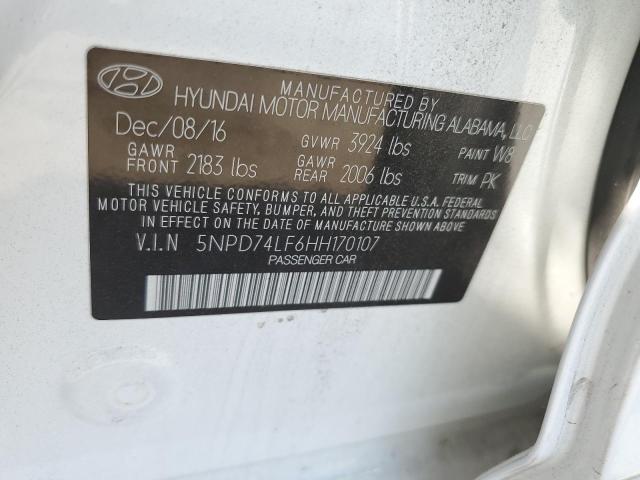 MANUFACTURED BY
HYUNDAI MOTOR MANUFACTURING ALABAMA, LLC
Dec/08/16 GVWR 3924 lbs PAINT W8
GAWR FRONT 2183 lbs GAWR REAR 2006 lbs TRIM PK
THIS VEHICLE CONFORMS TO ALL APPLICABLE U.S.A. FEDERAL
MOTOR VEHICLE SAFETY, BUMPER, AND THEFT PREVENTION STANDARDS
IN EFFECT ON THE DATE OF MANUFACTURE SHOWN ABOVE
V.I.N 5NPD74LF6HH170107
PASSENGER CAR